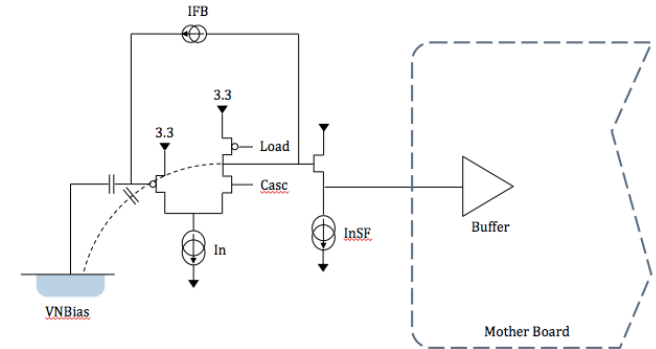 IFB
3.3
3.3
Load
Casc
In
InSF
Buffer
VNBias
Mother Board